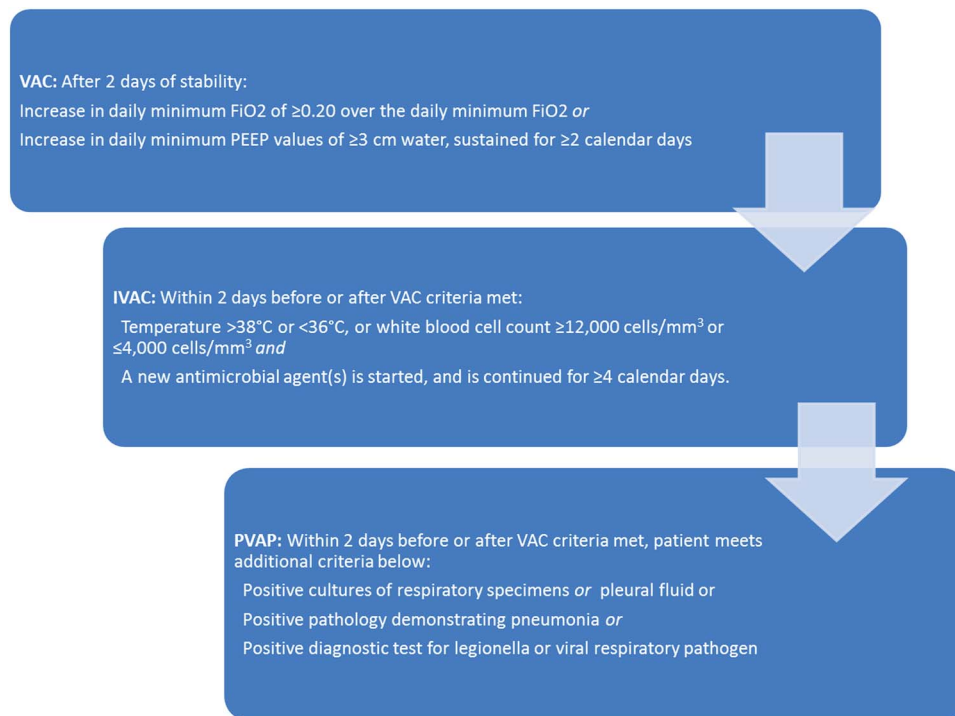 VAC: After 2 days of stability:
Increase in daily minimum FiO2 of ≥0.20 over the daily minimum FiO2 or
Increase in daily minimum PEEP values of ≥3 cm water, sustained for ≥2 calendar days
IVAC: Within 2 days before or after VAC criteria met:
Temperature >38°C or <36°C, or white blood cell count ≥12,000 cells/mm³ or
≤4,000 cells/mm³ and
A new antimicrobial agent(s) is started, and is continued for ≥4 calendar days.
PVAP: Within 2 days before or after VAC criteria met, patient meets
additional criteria below:
Positive cultures of respiratory specimens or pleural fluid or
Positive pathology demonstrating pneumonia or
Positive diagnostic test for legionella or viral respiratory pathogen